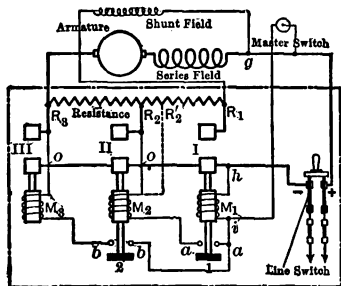 Armature
Shunt Field
Master Switch
Series Field
g
Resistance
R3 R2 R2' R1
III II I
o o h
M3 M2 M1
i
- +
b b a a
2 1
Line Switch